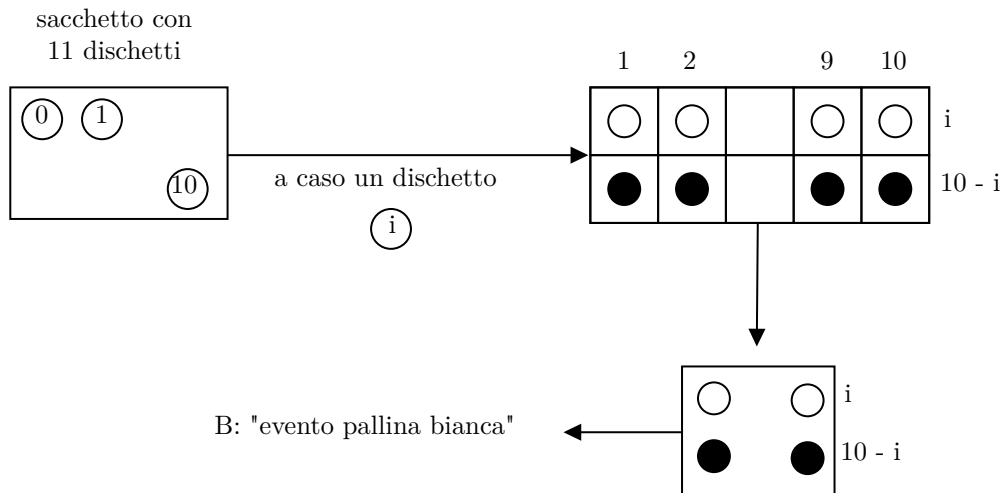 sacchetto con
11 dischetti
0 1
10
a caso un dischetto
i
1 2 9 10
i
10 - i
i
10 - i
B: "evento pallina bianca"